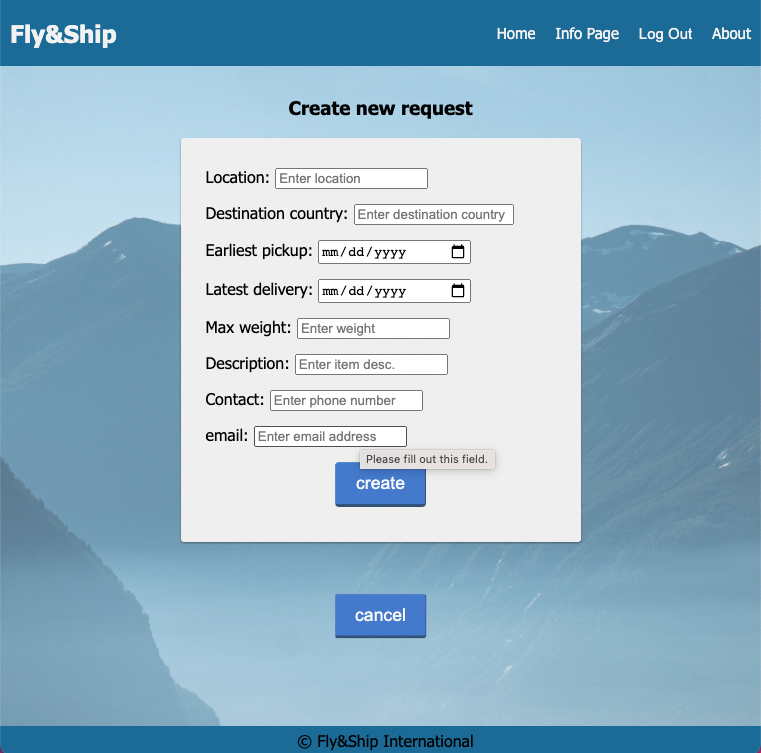 Fly&Ship
Home Info Page Log Out About
Create new request
Location: Enter location
Destination country: Enter destination country
Earliest pickup: mm/dd/yyyy
Latest delivery: mm/dd/yyyy
Max weight: Enter weight
Description: Enter item desc.
Contact: Enter phone number
email: Enter email address
Please fill out this field.
create
cancel
© Fly&Ship International